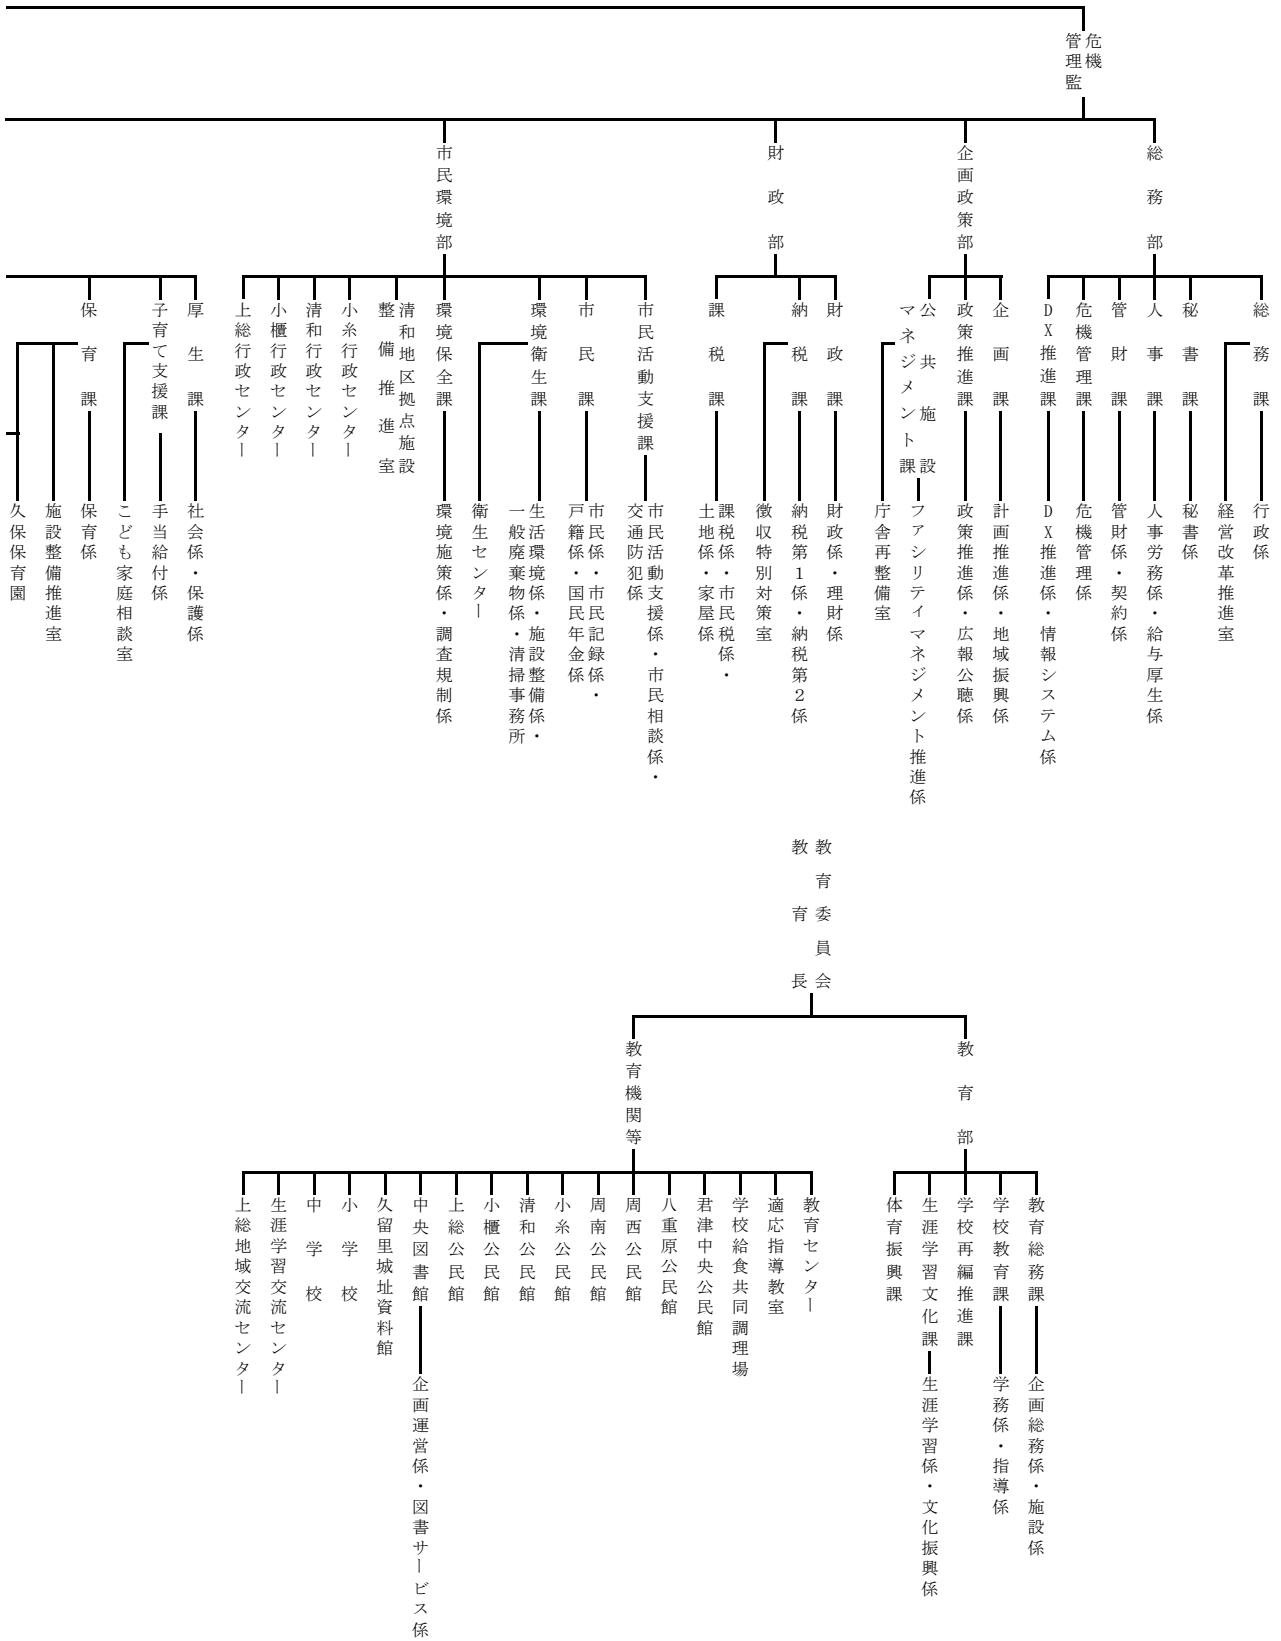 危機
管理監
総務部
企画政策部
財政部
市民環境部
総務課
秘書課
人事課
管財課
危機管理課
DX推進課
企画課
政策推進課
公共施設
マネジメント課
財政課
納税課
課税課
市民活動支援課
市民課
環境衛生課
環境保全課
清和地区拠点施設
整備推進室
小糸行政センター
清和行政センター
小櫃行政センター
上総行政センター
厚生課
子育て支援課
保育課
行政係
経営改革推進室
秘書係
人事労務係・給与厚生係
管財係・契約係
危機管理係
DX推進係・情報システム係
計画推進係・地域振興係
政策推進係・広報公聴係
ファシリティマネジメント推進係
庁舎再整備室
財政係・理財係
納税第1係・納税第2係
徴収特別対策室
課税係・市民税係・
土地係・家屋係
市民活動支援係・市民相談係・
交通防犯係
市民係・市民記録係・
戸籍係・国民年金係
生活環境係・施設整備係・
一般廃棄物係・清掃事務所
衛生センター
環境施策係・調査規制係
社会係・保護係
手当給付係
こども家庭相談室
保育係
施設整備推進室
久保保育園
教育委員会
教育長
教育部
教育機関等
教育総務課
学校教育課
学校再編推進課
生涯学習文化課
体育振興課
教育センター
適応指導教室
学校給食共同調理場
君津中央公民館
八重原公民館
周西公民館
周南公民館
小糸公民館
清和公民館
小櫃公民館
上総公民館
中央図書館
久留里城址資料館
小学校
中学校
生涯学習交流センター
上総地域交流センター
企画総務係・施設係
学務係・指導係
生涯学習係・文化振興係
企画運営係・図書サービス係